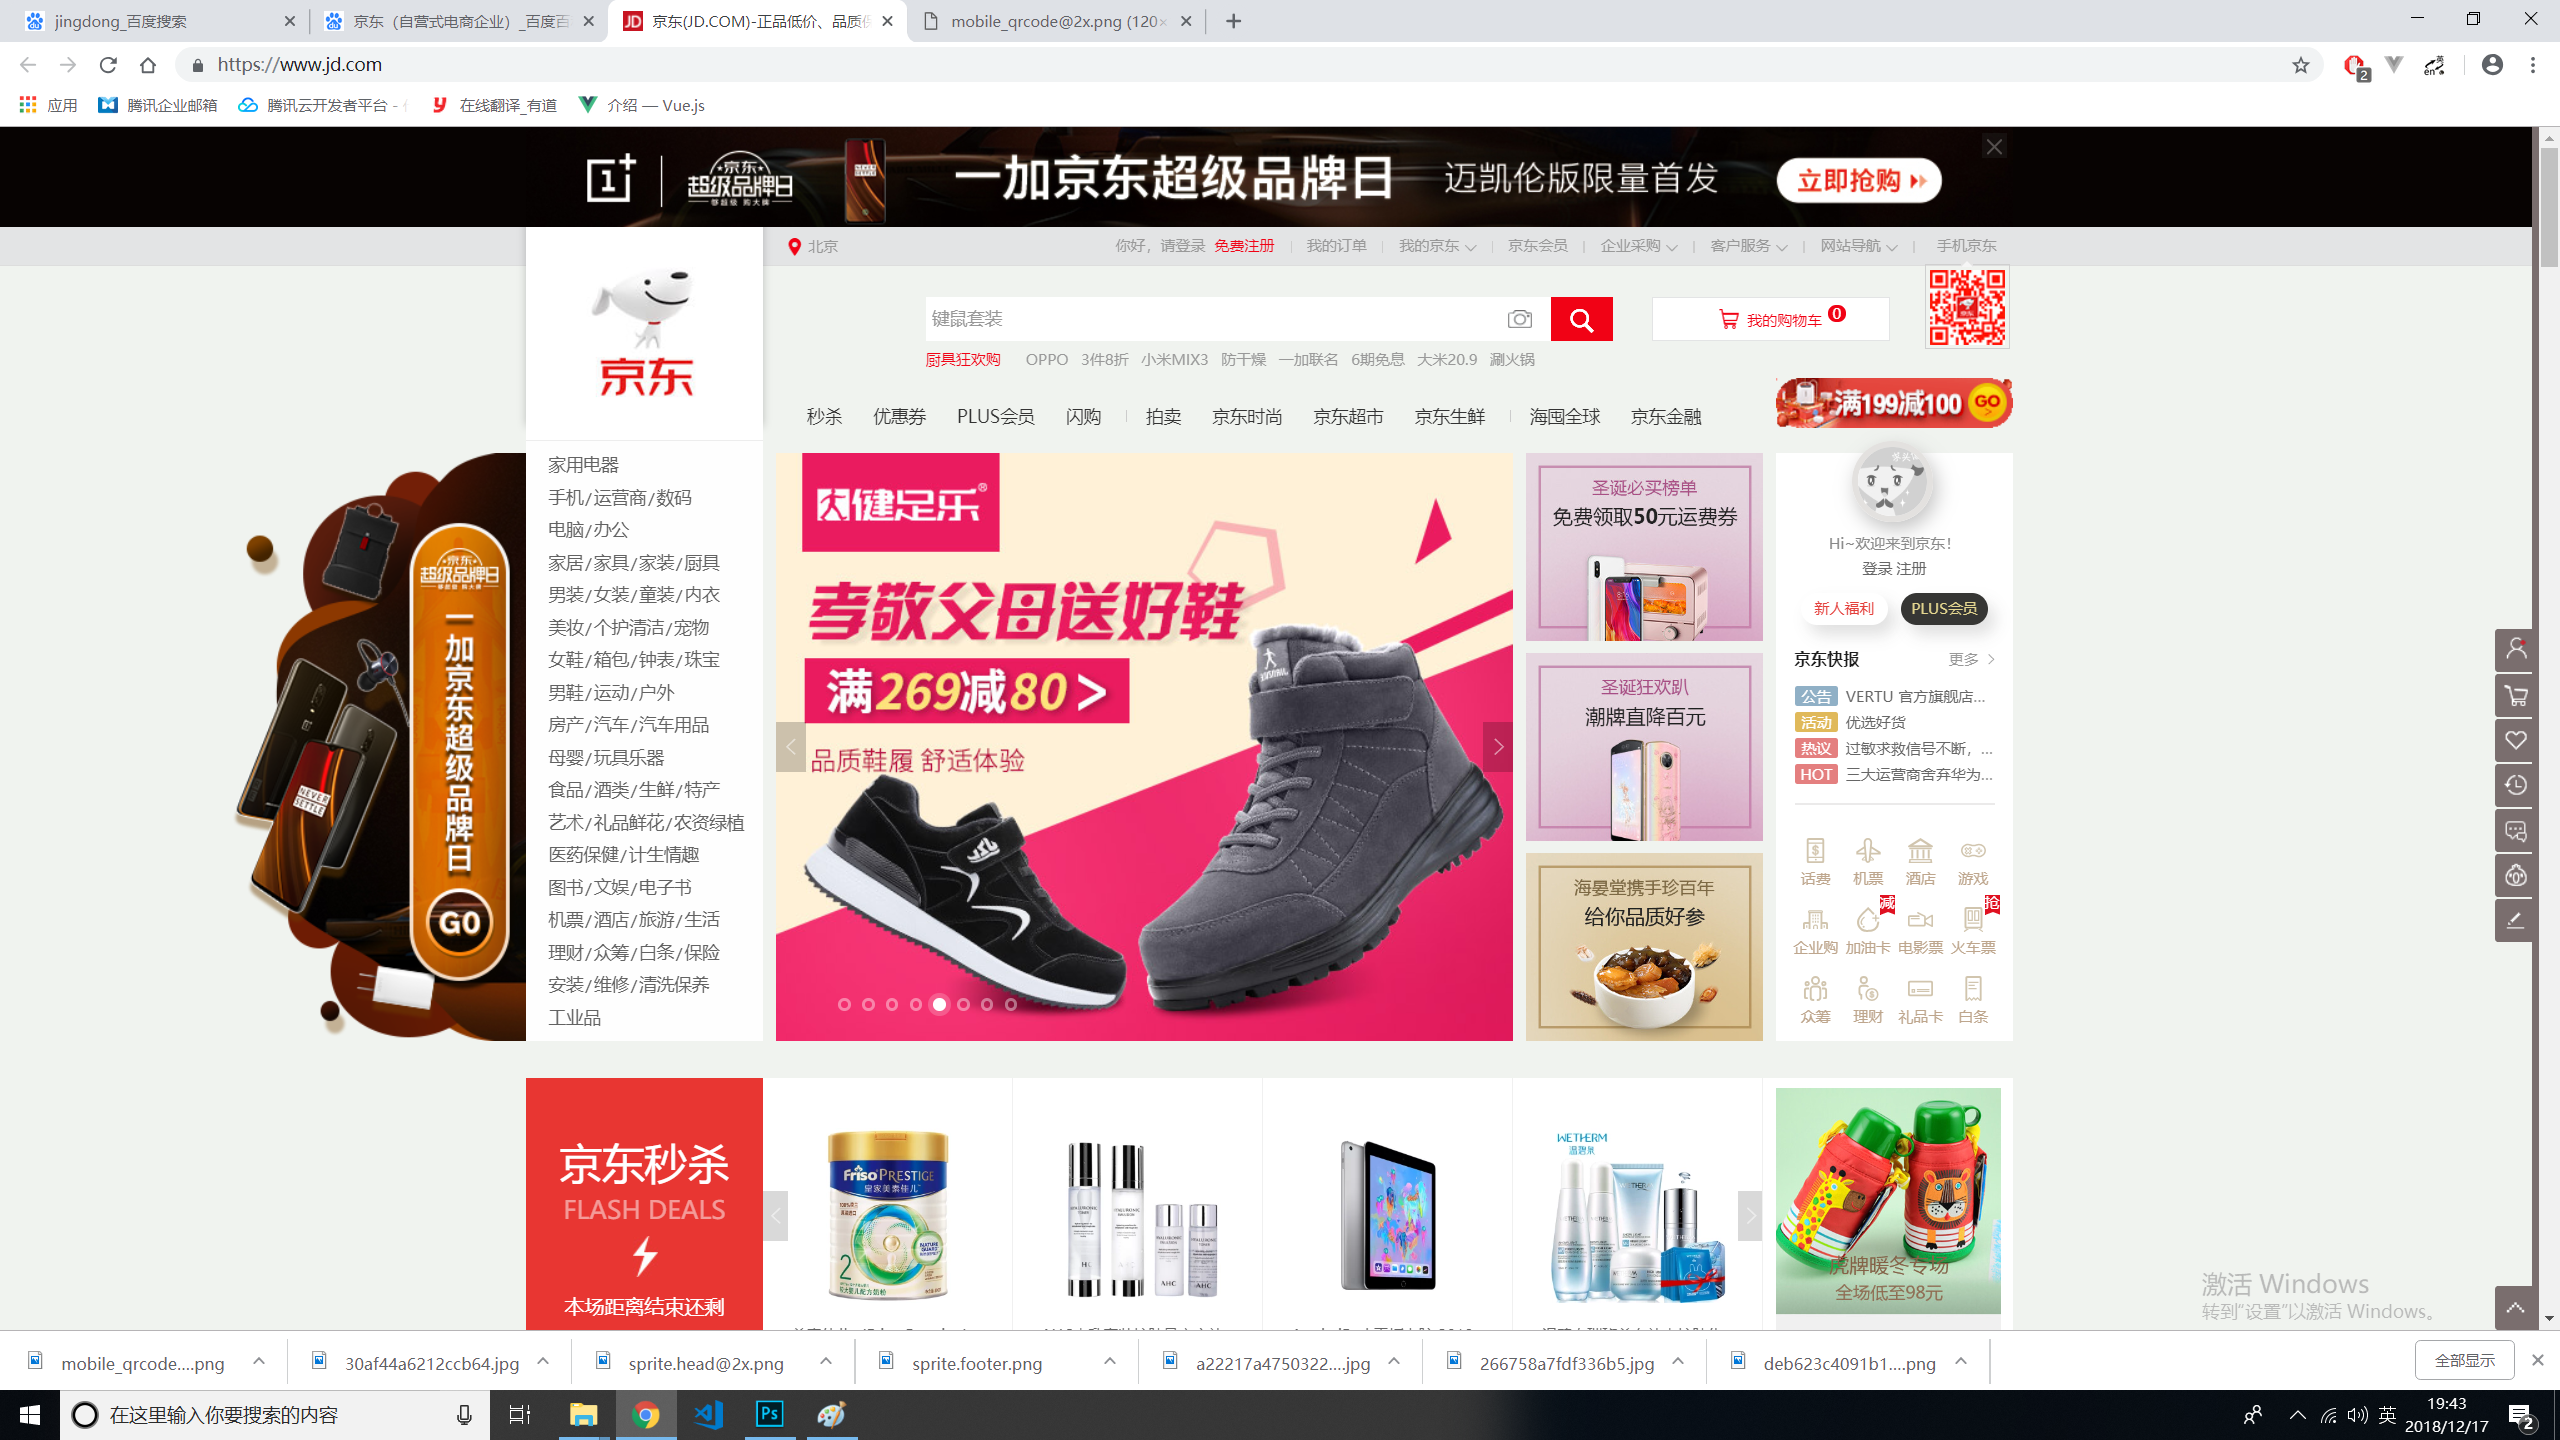 jingdong_百度搜索
京东（自营式电商企业）_百度百
京东(JD.COM)-正品低价、品质保
mobile_qrcode@2x.png (120×
https://www.jd.com
2
应用
腾讯企业邮箱
腾讯云开发者平台 -
在线翻译_有道
介绍 — Vue.js
京东
超级品牌日
够超级 购大牌
一加京东超级品牌日
迈凯伦版限量首发
立即抢购
北京
你好，请登录 免费注册
我的订单
我的京东
京东会员
企业采购
客户服务
网站导航
手机京东
京东
键鼠套装
我的购物车 0
厨具狂欢购 OPPO 3件8折 小米MIX3 防干燥 一加联名 6期免息 大米20.9 涮火锅
秒杀 优惠券 PLUS会员 闪购 拍卖 京东时尚 京东超市 京东生鲜 海囤全球 京东金融
满199减100 GO
京东
超级品牌日
一加京东超级品牌日
GO
NEVER
SETTLE
家用电器
手机/运营商/数码
电脑/办公
家居/家具/家装/厨具
男装/女装/童装/内衣
美妆/个护清洁/宠物
女鞋/箱包/钟表/珠宝
男鞋/运动/户外
房产/汽车/汽车用品
母婴/玩具乐器
食品/酒类/生鲜/特产
艺术/礼品鲜花/农资绿植
医药保健/计生情趣
图书/文娱/电子书
机票/酒店/旅游/生活
理财/众筹/白条/保险
安装/维修/清洗保养
工业品
健足乐®
孝敬父母送好鞋
满269减80 >
品质鞋履 舒适体验
圣诞必买榜单
免费领取50元运费券
圣诞狂欢趴
潮牌直降百元
海晏堂携手珍百年
给你品质好参
Hi~欢迎来到京东！
登录 注册
新人福利
PLUS会员
京东快报
更多
公告 VERTU 官方旗舰店...
活动 优选好货
热议 过敏求救信号不断，...
HOT 三大运营商舍弃华为...
话费 机票 酒店 游戏
减
抢
企业购 加油卡 电影票 火车票
众筹 理财 礼品卡 白条
京东秒杀
FLASH DEALS
本场距离结束还剩
Friso PRESTIGE
皇家美素佳儿
2
AHC
AHC
WETHERM
温碧泉
虎牌暖冬专场
全场低至98元
激活 Windows
转到“设置”以激活 Windows。
mobile_qrcode....png
30af44a6212ccb64.jpg
sprite.head@2x.png
sprite.footer.png
a22217a4750322....jpg
266758a7fdf336b5.jpg
deb623c4091b1....png
全部显示
在这里输入你要搜索的内容
Ps
英
19:43
2018/12/17
2